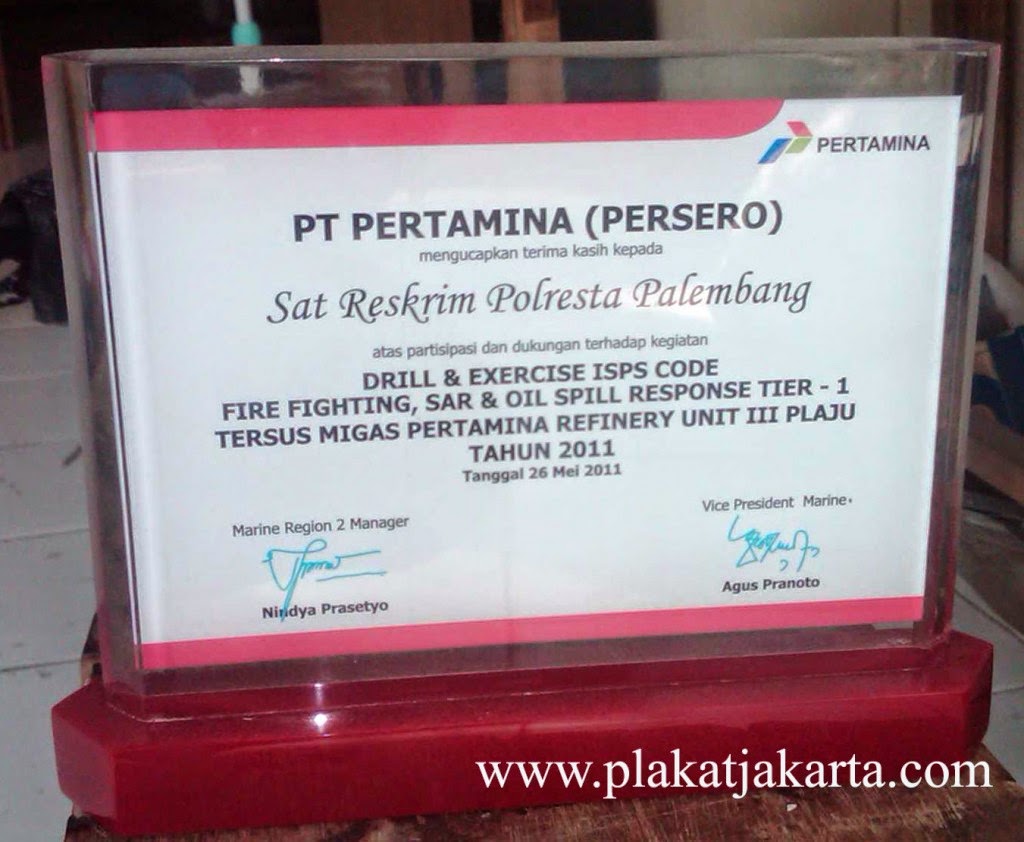 PERTAMINA
PT PERTAMINA (PERSERO)
mengucapkan terima kasih kepada
Sat Reskrim Polresta Palembang
atas partisipasi dan dukungan terhadap kegiatan
DRILL & EXERCISE ISPS CODE
FIRE FIGHTING, SAR & OIL SPILL RESPONSE TIER - 1
TERSUS MIGAS PERTAMINA REFINERY UNIT III PLAJU
TAHUN 2011
Tanggal 26 Mei 2011
Marine Region 2 Manager
Nindya Prasetyo
Vice President Marine
Agus Pranoto
www.plakatjakarta.com